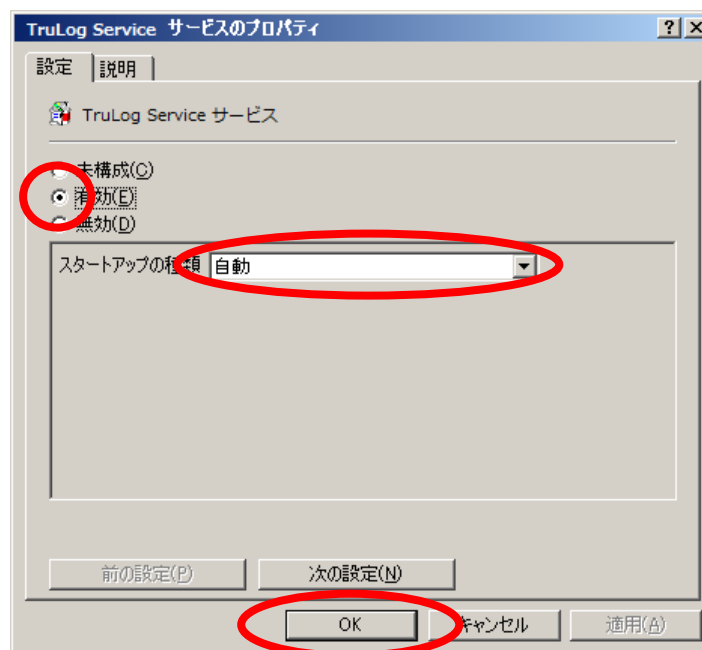 TruLog Service サービスのプロパティ
設定 説明
TruLog Service サービス
未構成(C)
有効(E)
無効(D)
スタートアップの種類 自動
前の設定(P) 次の設定(N)
OK キャンセル 適用(A)